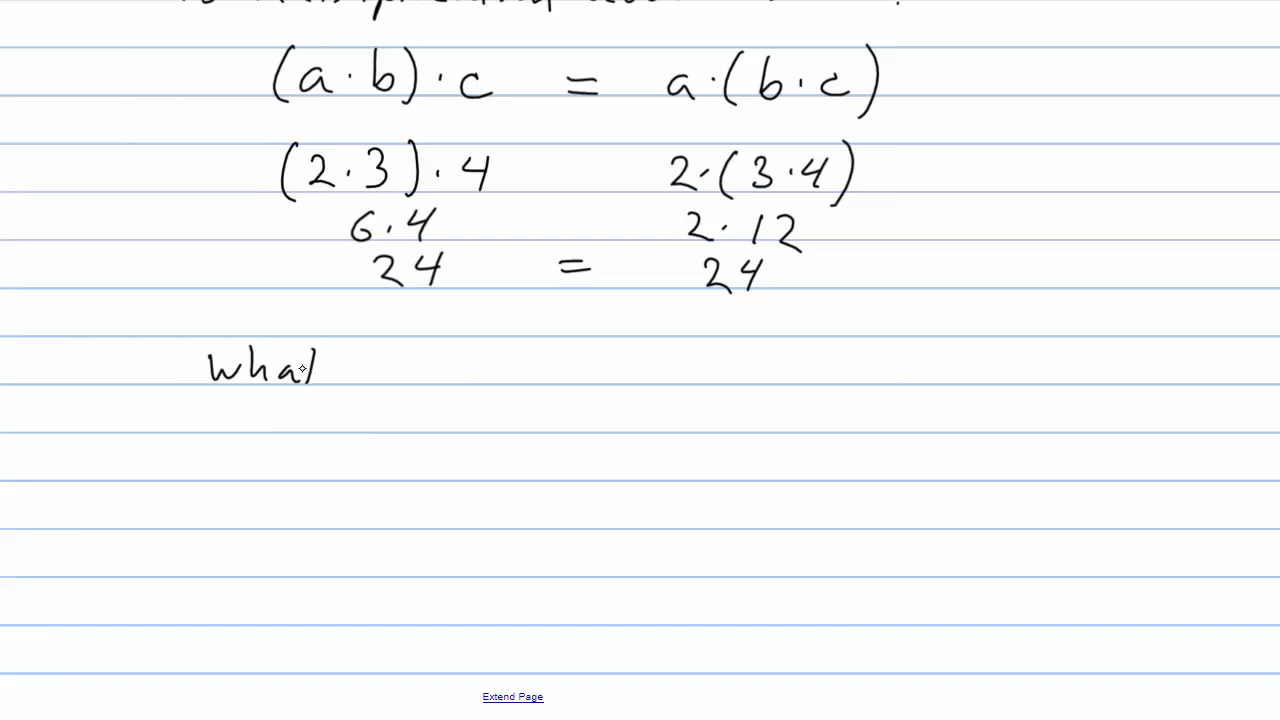 (a · b) · c = a · (b · c)
(2 · 3) · 4 2 · (3 · 4)
6 · 4 2 · 12
24 = 24
what
Extend Page